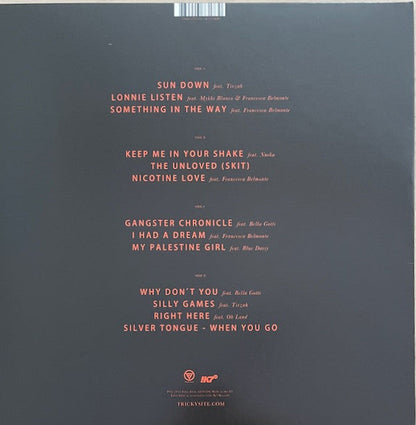 SIDE A
SUN DOWN feat. Tirzah
LONNIE LISTEN feat. Mykki Blanco & Francesca Belmonte
SOMETHING IN THE WAY feat. Francesca Belmonte
SIDE B
KEEP ME IN YOUR SHAKE feat. Nneka
THE UNLOVED (SKIT)
NICOTINE LOVE feat. Francesca Belmonte
SIDE C
GANGSTER CHRONICLE feat. Bella Gotti
I HAD A DREAM feat. Francesca Belmonte
MY PALESTINE GIRL feat. Blue Daisy
SIDE D
WHY DON'T YOU feat. Bella Gotti
SILLY GAMES feat. Tirzah
RIGHT HERE feat. Oh Land
SILVER TONGUE - WHEN YOU GO
!K7
TRICKYSITE.COM